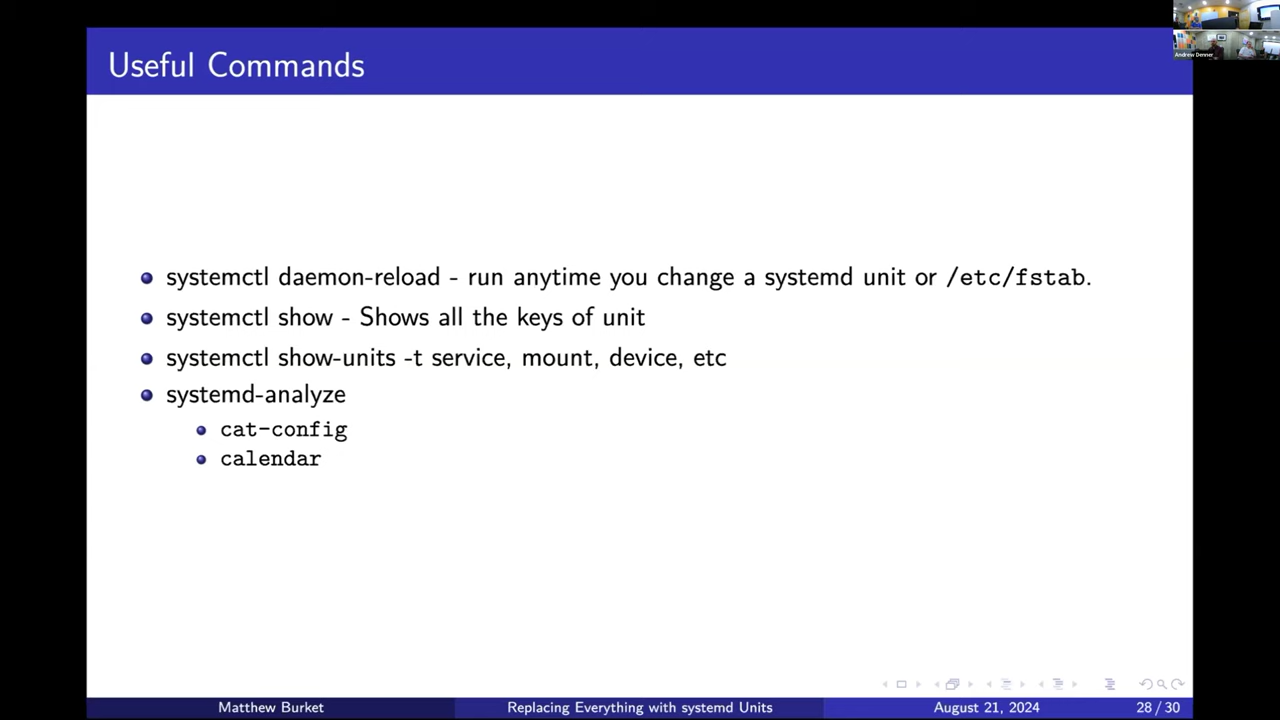 Useful Commands
Andrew Denner
systemctl daemon-reload - run anytime you change a systemd unit or /etc/fstab.
systemctl show - Shows all the keys of unit
systemctl show-units -t service, mount, device, etc
systemd-analyze
cat-config
calendar
Matthew Burket
Replacing Everything with systemd Units
August 21, 2024
28 / 30